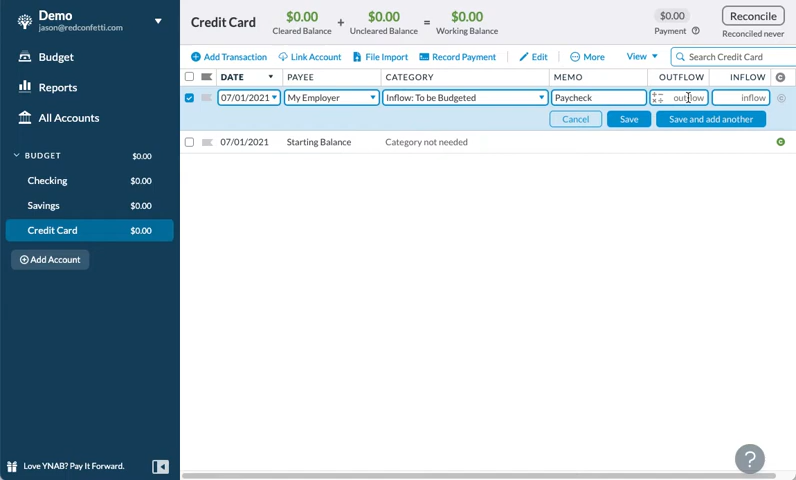 Demo
jason@redconfetti.com
Budget
Reports
All Accounts
BUDGET $0.00
Checking $0.00
Savings $0.00
Credit Card $0.00
Add Account
Love YNAB? Pay It Forward.
Credit Card
$0.00 + $0.00 = $0.00
Cleared Balance Uncleared Balance Working Balance
$0.00
Payment ?
Reconcile
Reconciled never
Add Transaction Link Account File Import Record Payment Edit More View Search Credit Card
DATE PAYEE CATEGORY MEMO OUTFLOW INFLOW C
07/01/2021 My Employer Inflow: To be Budgeted Paycheck outflow inflow C
Cancel Save Save and add another
07/01/2021 Starting Balance Category not needed C
?